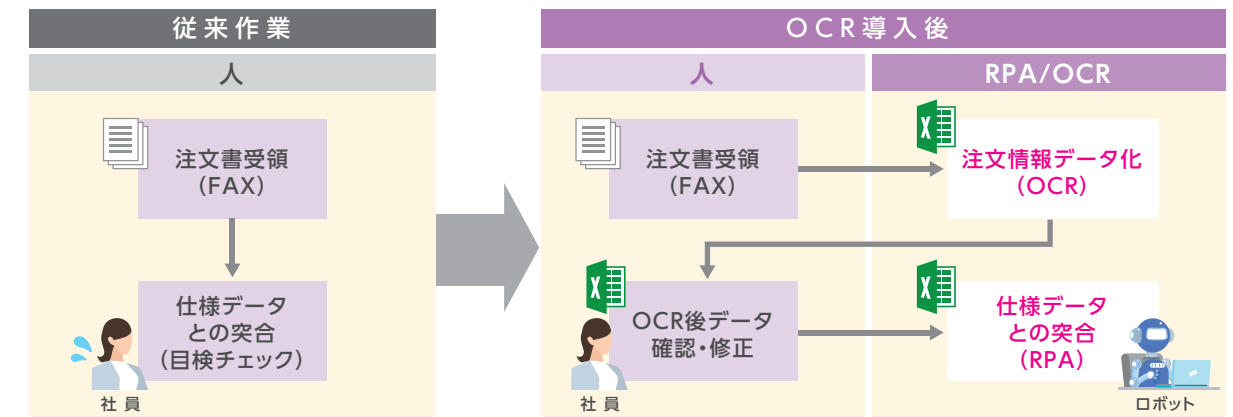 従来作業
人
注文書受領
（FAX）
仕様データ
との突合
（目検チェック）
社員
OCR導入後
人
RPA/OCR
注文書受領
（FAX）
X
注文情報データ化
（OCR）
X
OCR後データ
確認・修正
社員
X
仕様データ
との突合
（RPA）
ロボット